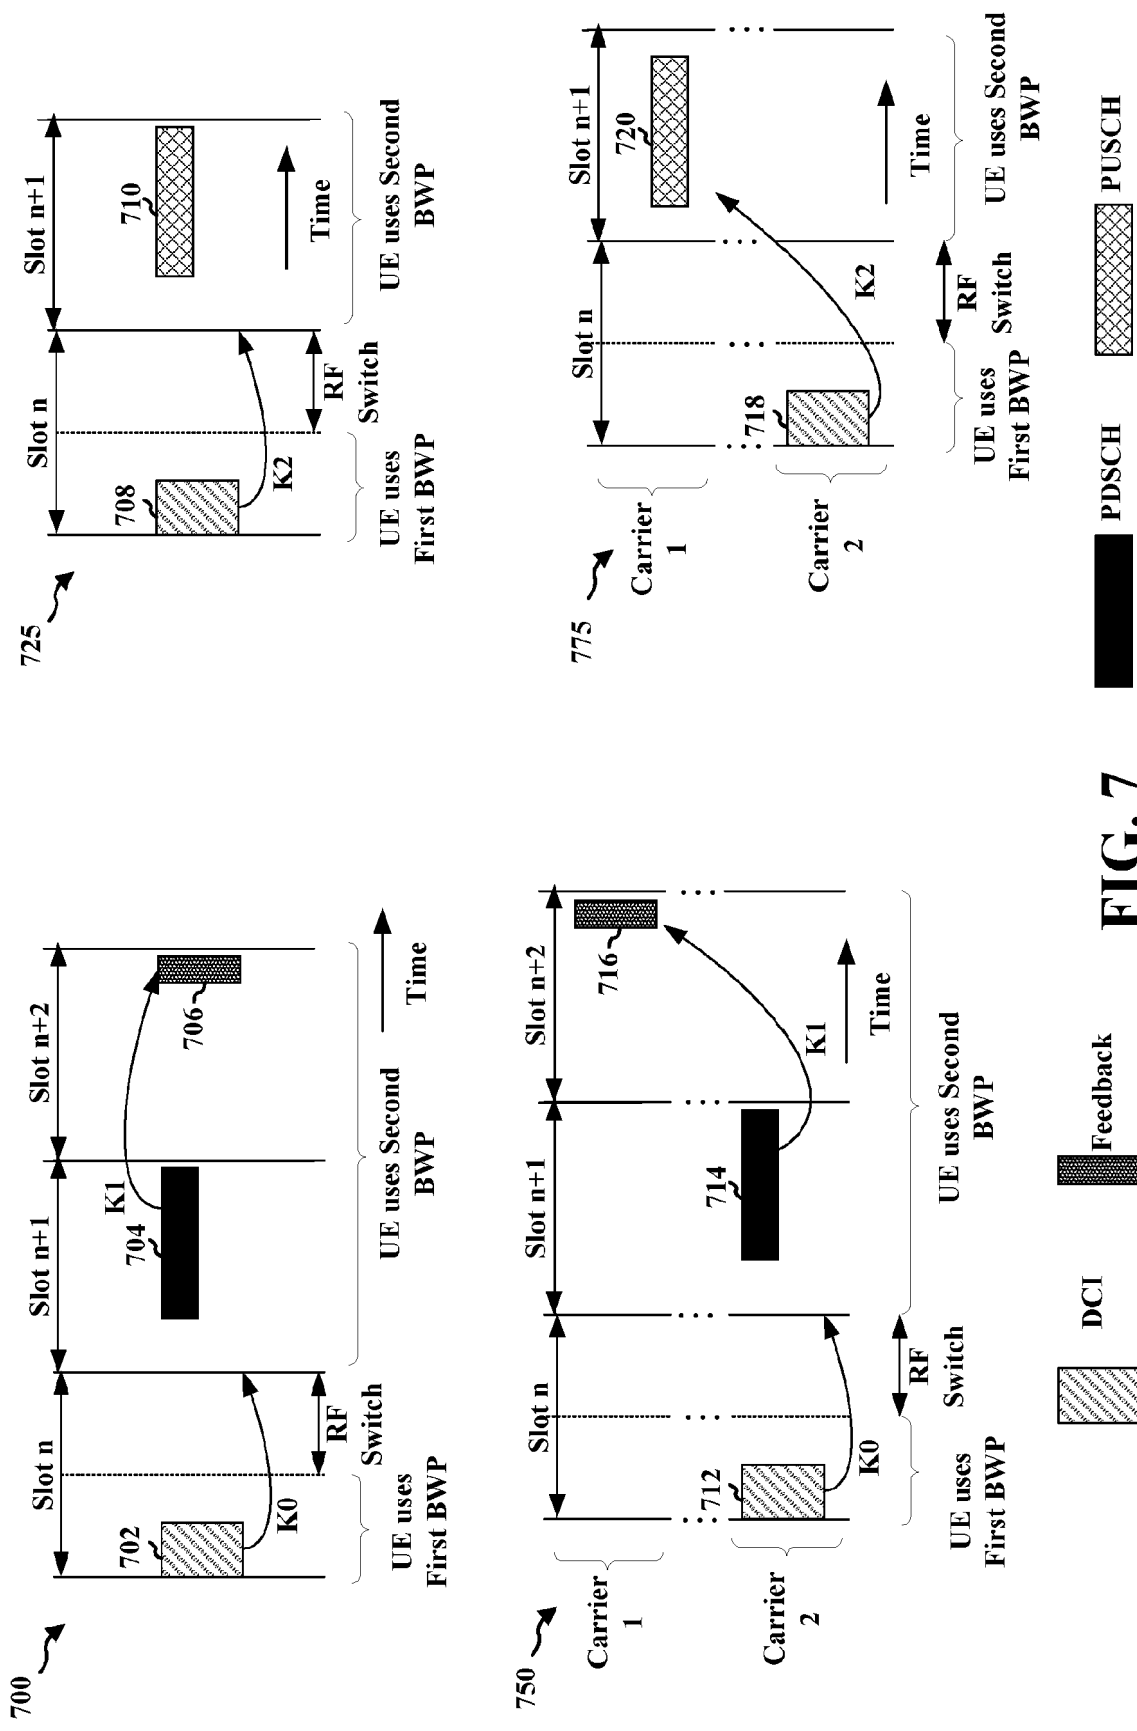 700
Slot n
Slot n+1
Slot n+2
702
704
706
K0
K1
RF
Switch
Time
UE uses
First BWP
UE uses Second
BWP
725
Slot n
Slot n+1
708
710
K2
RF
Switch
Time
UE uses
First BWP
UE uses Second
BWP
750
Slot n
Slot n+1
Slot n+2
Carrier
1
Carrier
2
712
714
716
K0
K1
RF
Switch
Time
UE uses
First BWP
UE uses Second
BWP
775
Slot n
Slot n+1
Carrier
1
Carrier
2
718
720
K2
RF
Switch
Time
UE uses
First BWP
UE uses Second
BWP
DCI
Feedback
PDSCH
PUSCH
FIG. 7